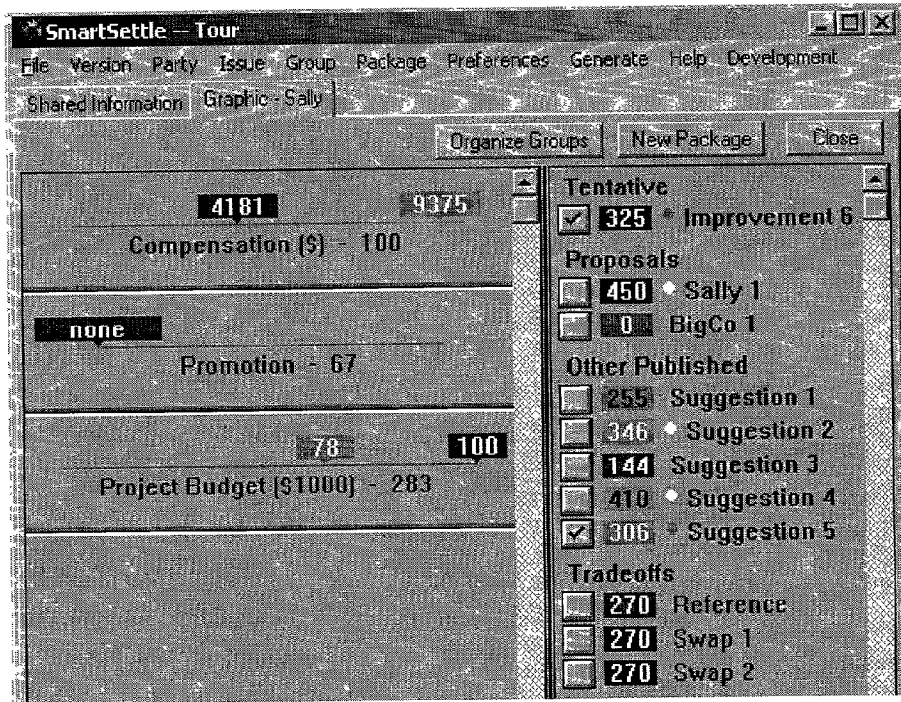 SmartSettle -- Tour
File Version Party Issue Group Package Preferences Generate Help Development
Shared Information Graphic - Sally
Organize Groups New Package Close
4181 9375
Compensation ($) - 100
none
Promotion - 67
78 100
Project Budget ($1000) - 283
Tentative
325 Improvement 6
Proposals
450 Sally 1
0 BigCo 1
Other Published
255 Suggestion 1
346 Suggestion 2
144 Suggestion 3
410 Suggestion 4
306 Suggestion 5
Tradeoffs
270 Reference
270 Swap 1
270 Swap 2